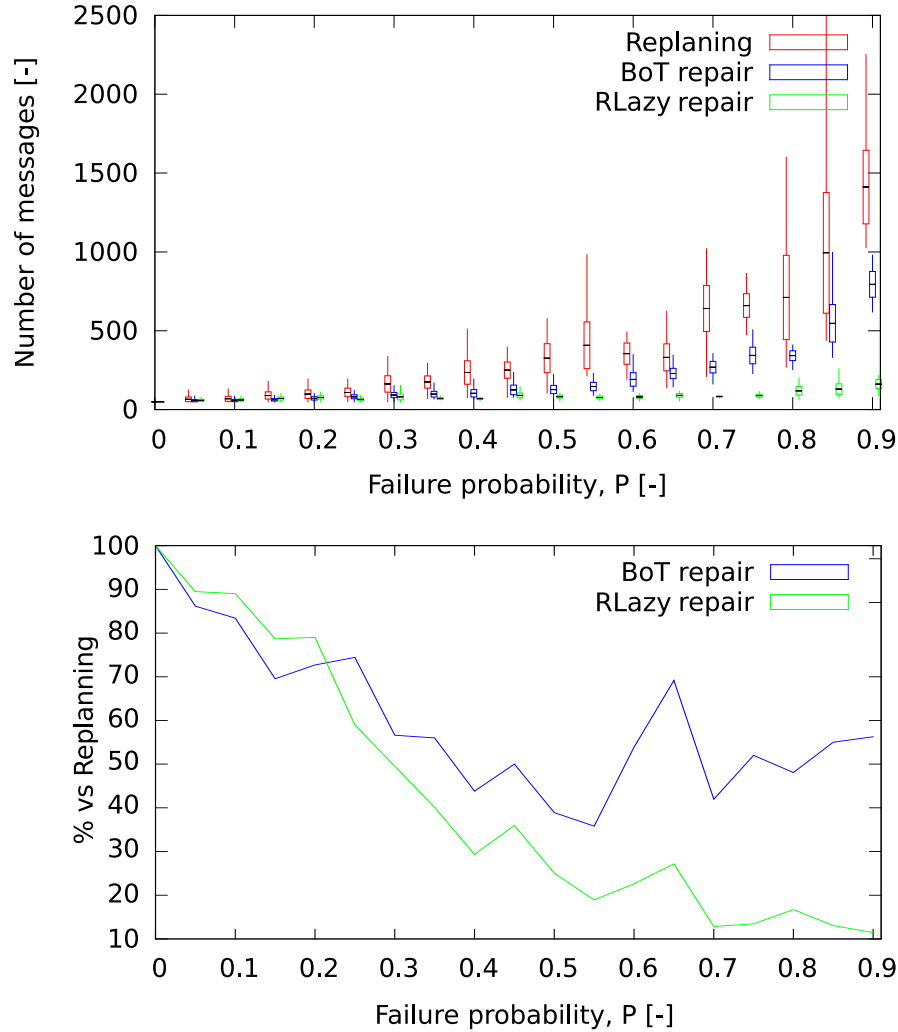 Number of messages [-]
2500
2000
1500
1000
500
0
Replaning
BoT repair
RLazy repair
0 0.1 0.2 0.3 0.4 0.5 0.6 0.7 0.8 0.9
Failure probability, P [-]
% vs Replanning
100
90
80
70
60
50
40
30
20
10
BoT repair
RLazy repair
0 0.1 0.2 0.3 0.4 0.5 0.6 0.7 0.8 0.9
Failure probability, P [-]